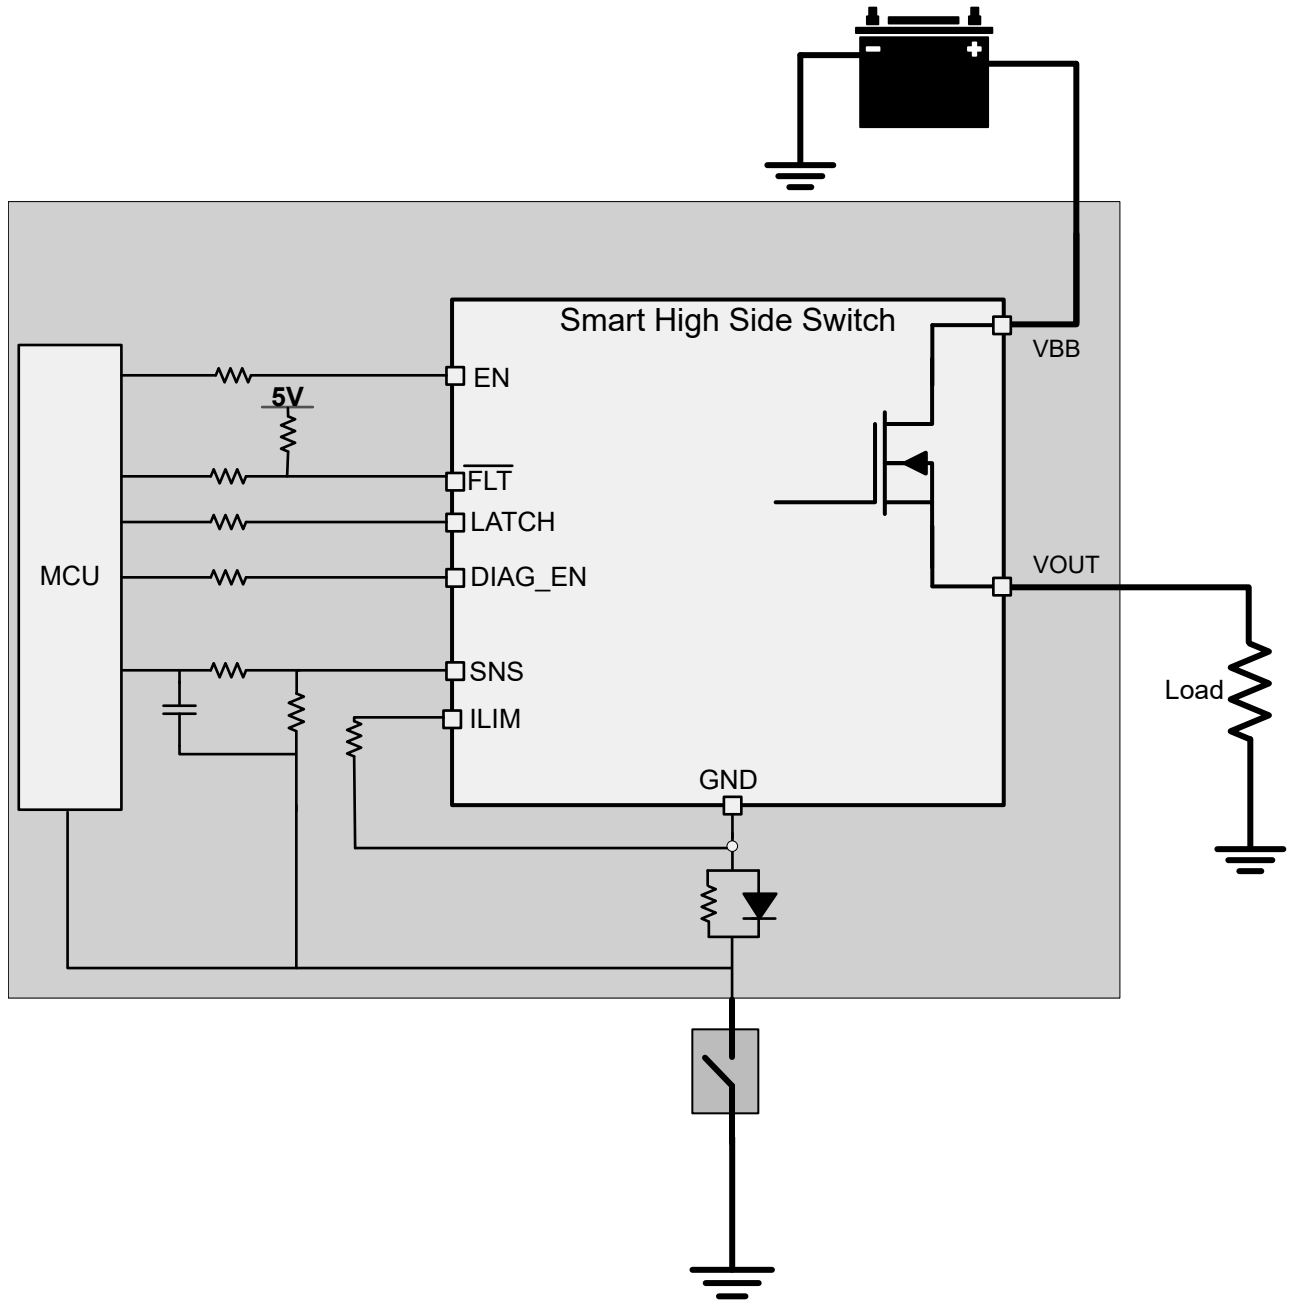 Smart High Side Switch
VBB
EN
5V
FLT
LATCH
MCU
DIAG_EN
VOUT
SNS
Load
ILIM
GND